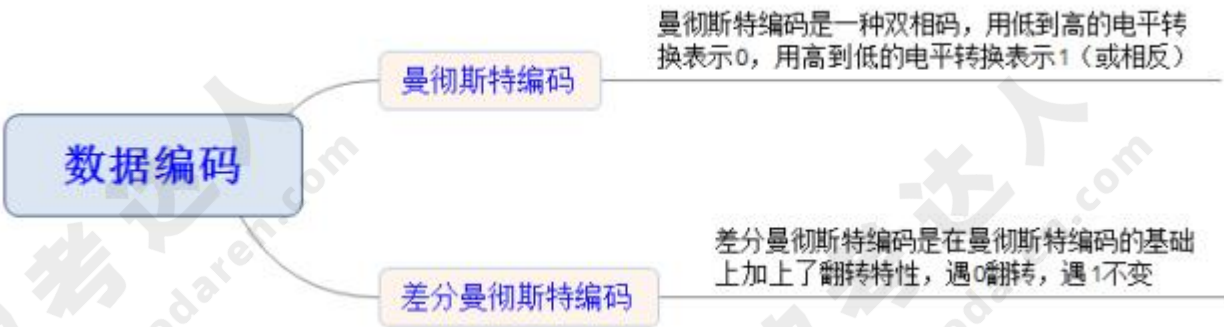 曼彻斯特编码是一种双相码，用低到高的电平转
换表示0，用高到低的电平转换表示1（或相反）
曼彻斯特编码
数据编码
差分曼彻斯特编码是在曼彻斯特编码的基础
上加上了翻转特性，遇0翻转，遇1不变
差分曼彻斯特编码